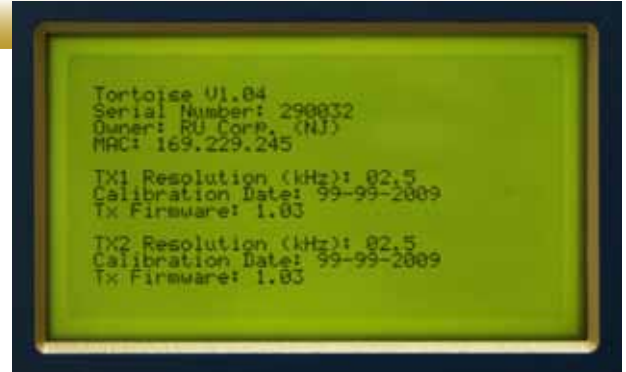 Tortoise V1.04
Serial Number: 290032
Owner: RU Corp. (NJ)
MAC: 169.229.245
TX1 Resolution (kHz): 02.5
Calibration Date: 99-99-2009
Tx Firmware: 1.03
TX2 Resolution (kHz): 02.5
Calibration Date: 99-99-2009
Tx Firmware: 1.03